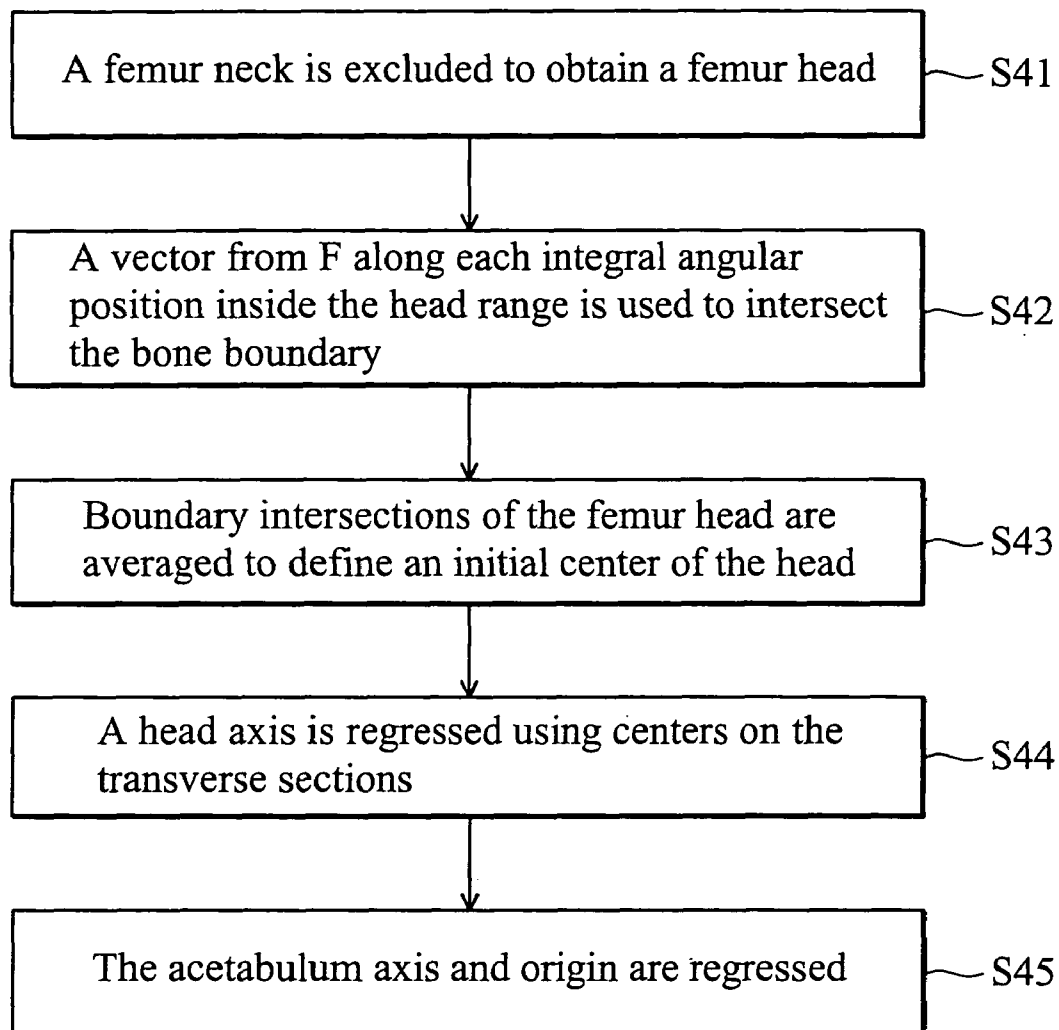 A femur neck is excluded to obtain a femur head
S41
A vector from F along each integral angular
position inside the head range is used to intersect
the bone boundary
S42
Boundary intersections of the femur head are
averaged to define an initial center of the head
S43
A head axis is regressed using centers on the
transverse sections
S44
The acetabulum axis and origin are regressed
S45